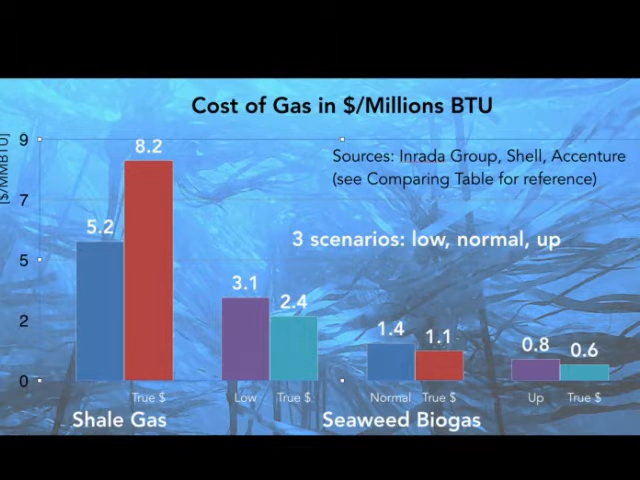 Cost of Gas in $/Millions BTU
[$/MMBTU]
9
7
5
2
0
Sources: Inrada Group, Shell, Accenture
(see Comparing Table for reference)
3 scenarios: low, normal, up
5.2
8.2
3.1
2.4
1.4
1.1
0.8
0.6
True $
Low
True $
Normal
True $
Up
True $
Shale Gas
Seaweed Biogas